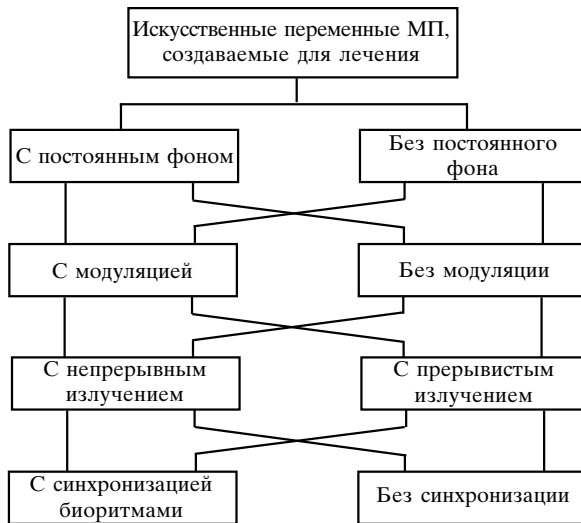 Искусственные переменные МП,
создаваемые для лечения
С постоянным фоном
Без постоянного
фона
С модуляцией
Без модуляции
С непрерывным
излучением
С прерывистым
излучением
С синхронизацией
биоритмами
Без синхронизации